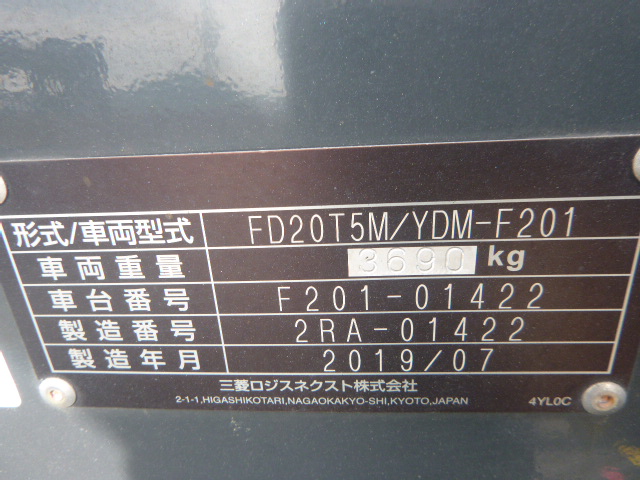 形式/車両型式 FD20T5M/YDM-F201
車両重量 3690 kg
車台番号 F201-01422
製造番号 2RA-01422
製造年月 2019/07
三菱ロジスネクスト株式会社
2-1-1,HIGASHIKOTARI,NAGAOKAKYO-SHI,KYOTO,JAPAN 4YL0C